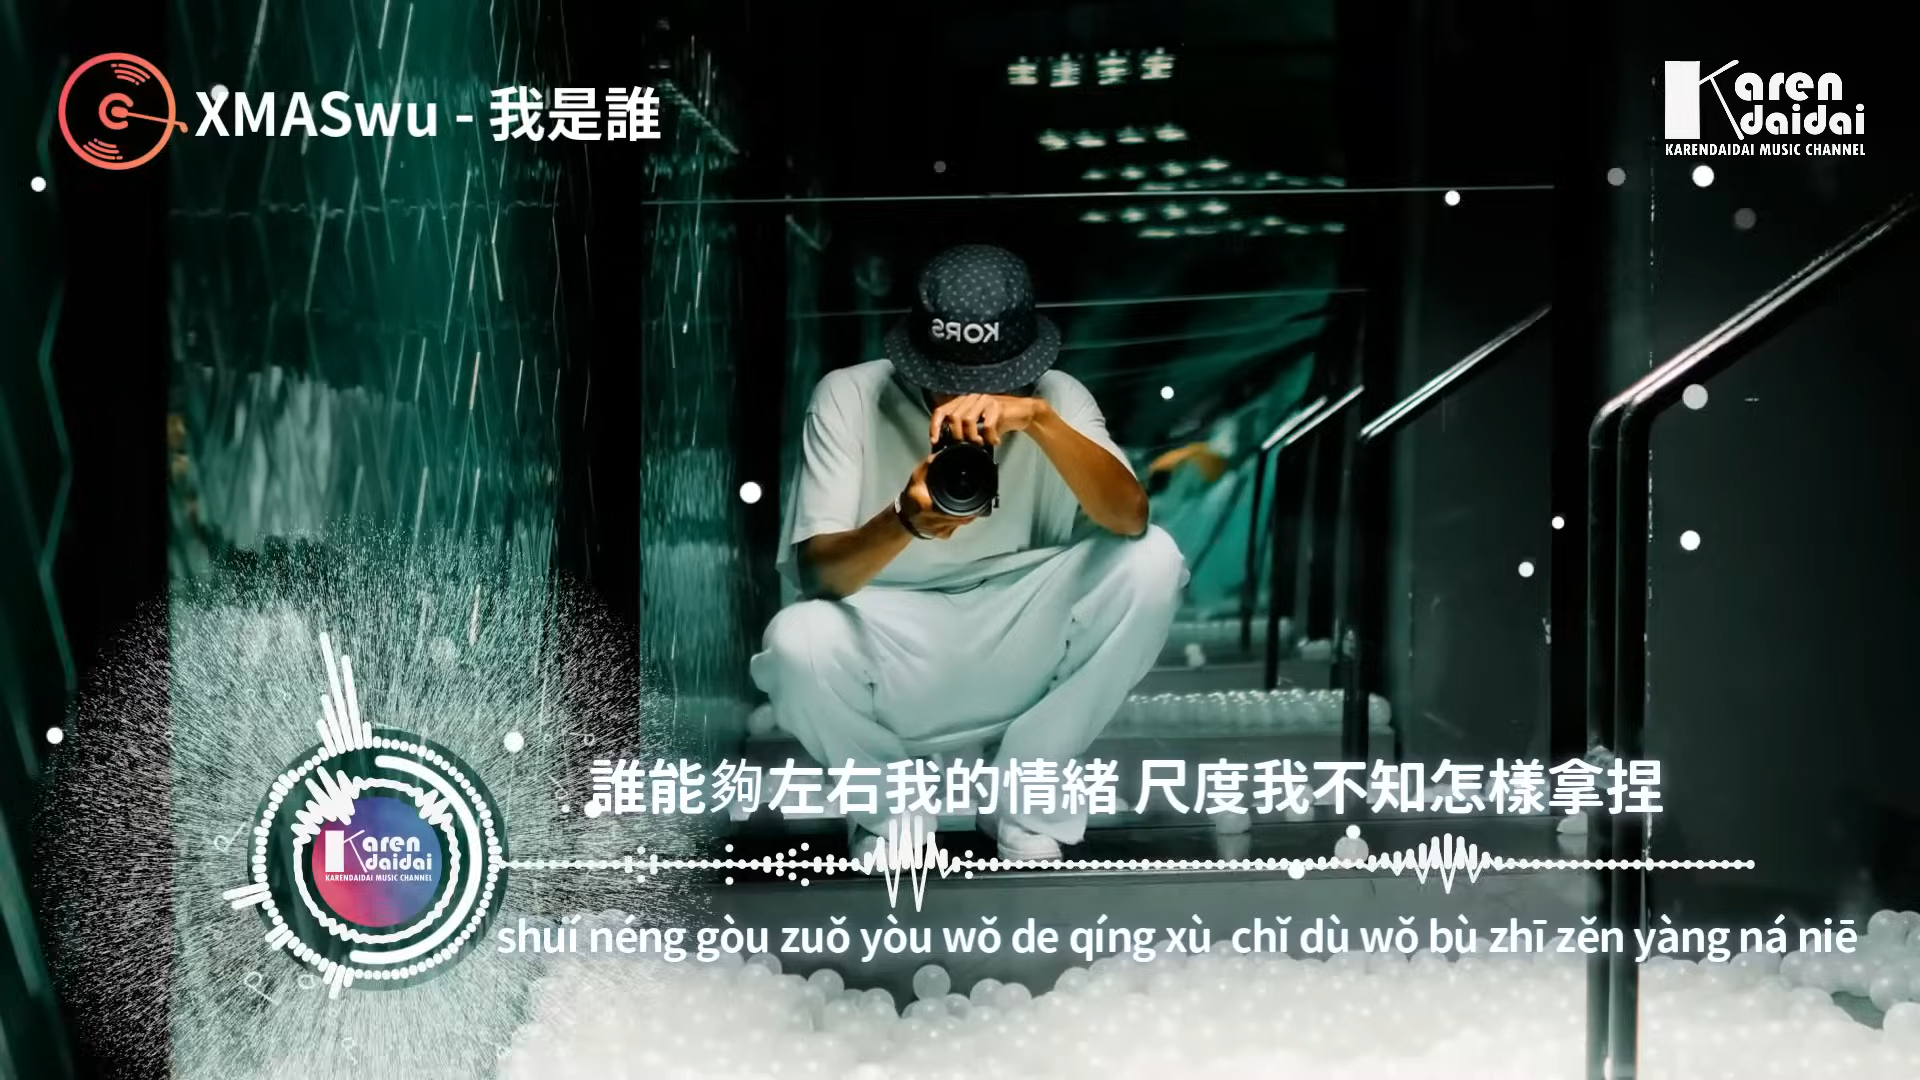 XMASwu - 我是誰
Karen
daidai
KARENDAIDAI MUSIC CHANNEL
KORS
誰能夠左右我的情緒 尺度我不知怎樣拿捏
Karen
daidai
KARENDAIDAI MUSIC CHANNEL
shuí néng gòu zuǒ yòu wǒ de qíng xù  chǐ dù wǒ bù zhī zěn yàng ná niē